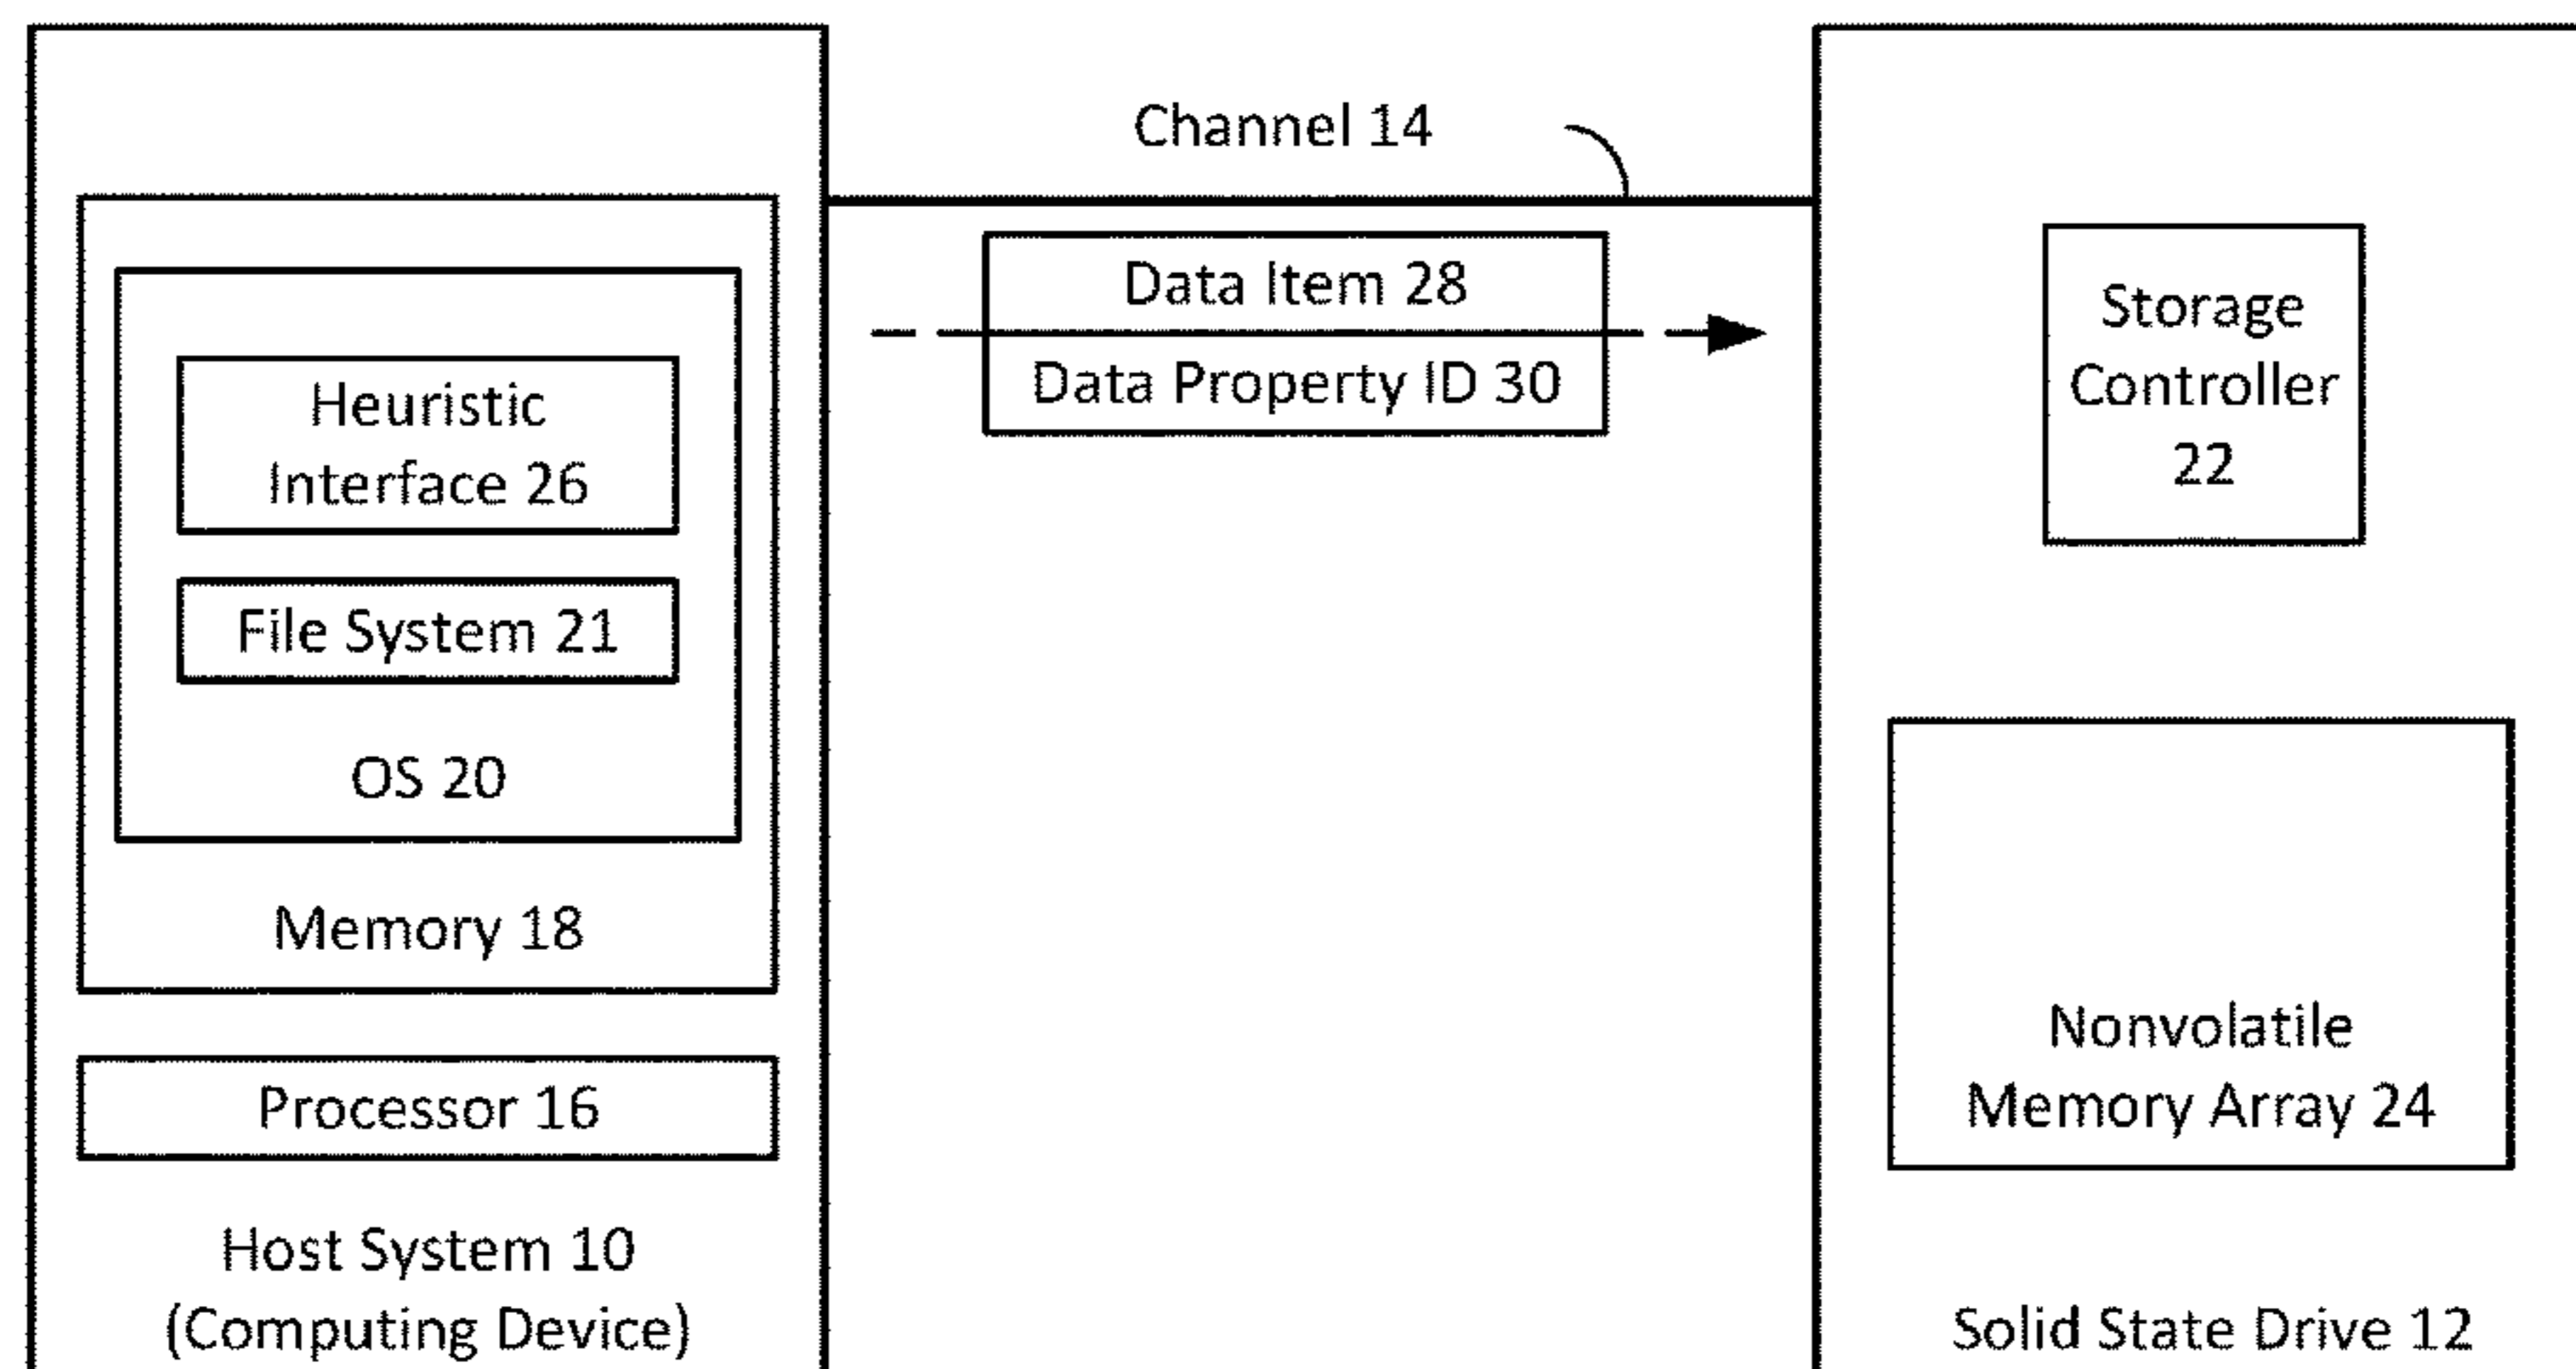 Channel 14
Data Item 28
Data Property ID 30
Heuristic
Interface 26
File System 21
OS 20
Memory 18
Processor 16
Host System 10
(Computing Device)
Storage
Controller
22
Nonvolatile
Memory Array 24
Solid State Drive 12